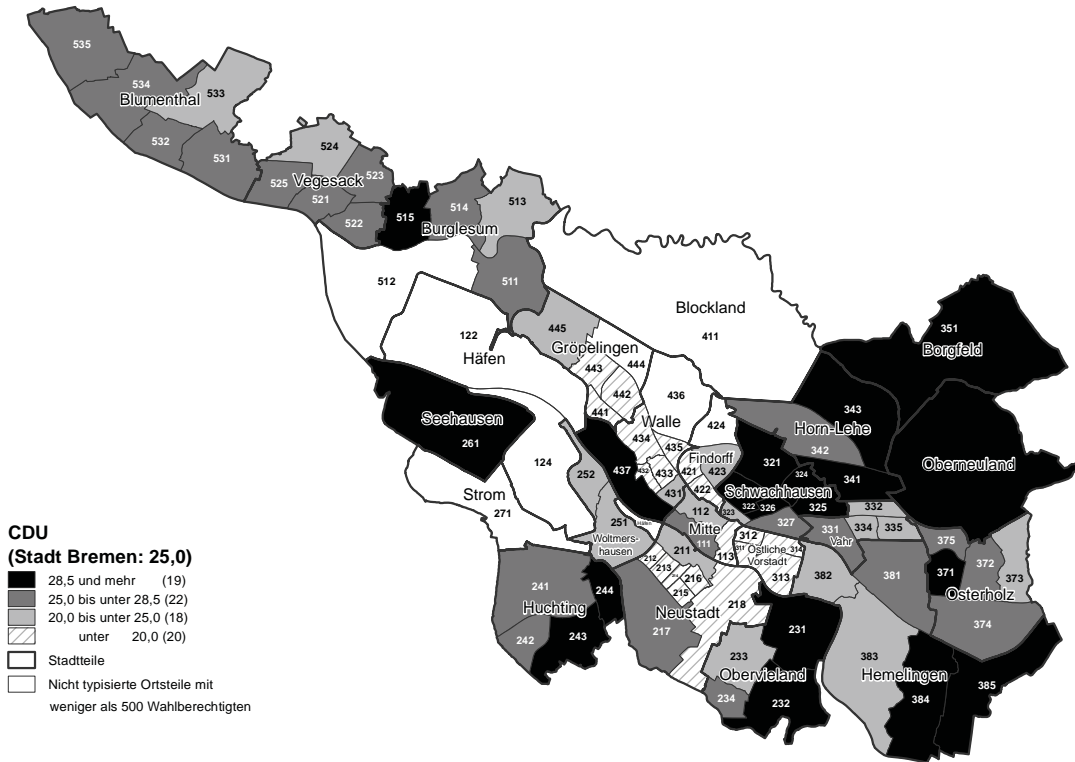 535
534
Blumenthal
533
532
531
524
Vegesack
523
525
521
522
515
514
513
Burglesum
511
512
Blockland
411
122
Häfen
445
Gröpelingen
443
444
442
441
436
Walle
424
434
435
351
Borgfeld
343
Horn-Lehe
342
Oberneuland
Seehausen
261
124
Strom
271
252
437
432
433
431
Findorff
421
423
422
321
324
341
Schwachhausen
322
326
325
323
332
251
Häfen
Woltmers-
hausen
112
Mitte
111
113
327
331
Vahr
334
335
312
311
Östliche
Vorstadt
314
313
211
212
213
214
216
215
Neustadt
218
217
382
381
375
371
372
373
Osterholz
374
241
Huchting
244
242
243
231
233
Obervieland
234
232
383
Hemelingen
384
385
CDU
(Stadt Bremen: 25,0)
28,5 und mehr (19)
25,0 bis unter 28,5 (22)
20,0 bis unter 25,0 (18)
unter 20,0 (20)
Stadtteile
Nicht typisierte Ortsteile mit
weniger als 500 Wahlberechtigten